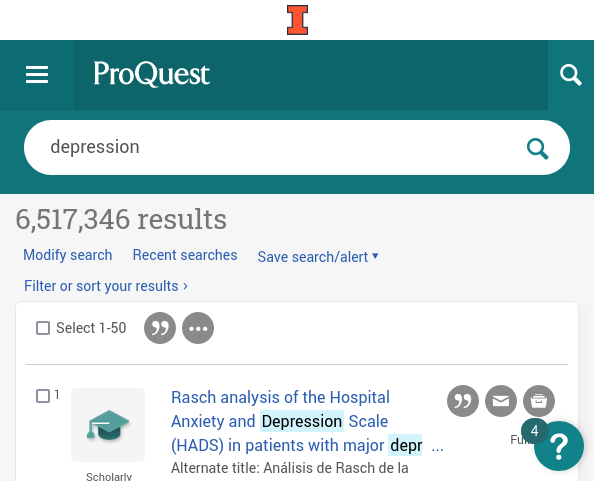 I
ProQuest
depression
6,517,346 results
Modify search Recent searches Save search/alert
Filter or sort your results
Select 1-50
1
Rasch analysis of the Hospital
Anxiety and Depression Scale
(HADS) in patients with major depr ...
Alternate title: Análisis de Rasch de la
Scholarly
4
?